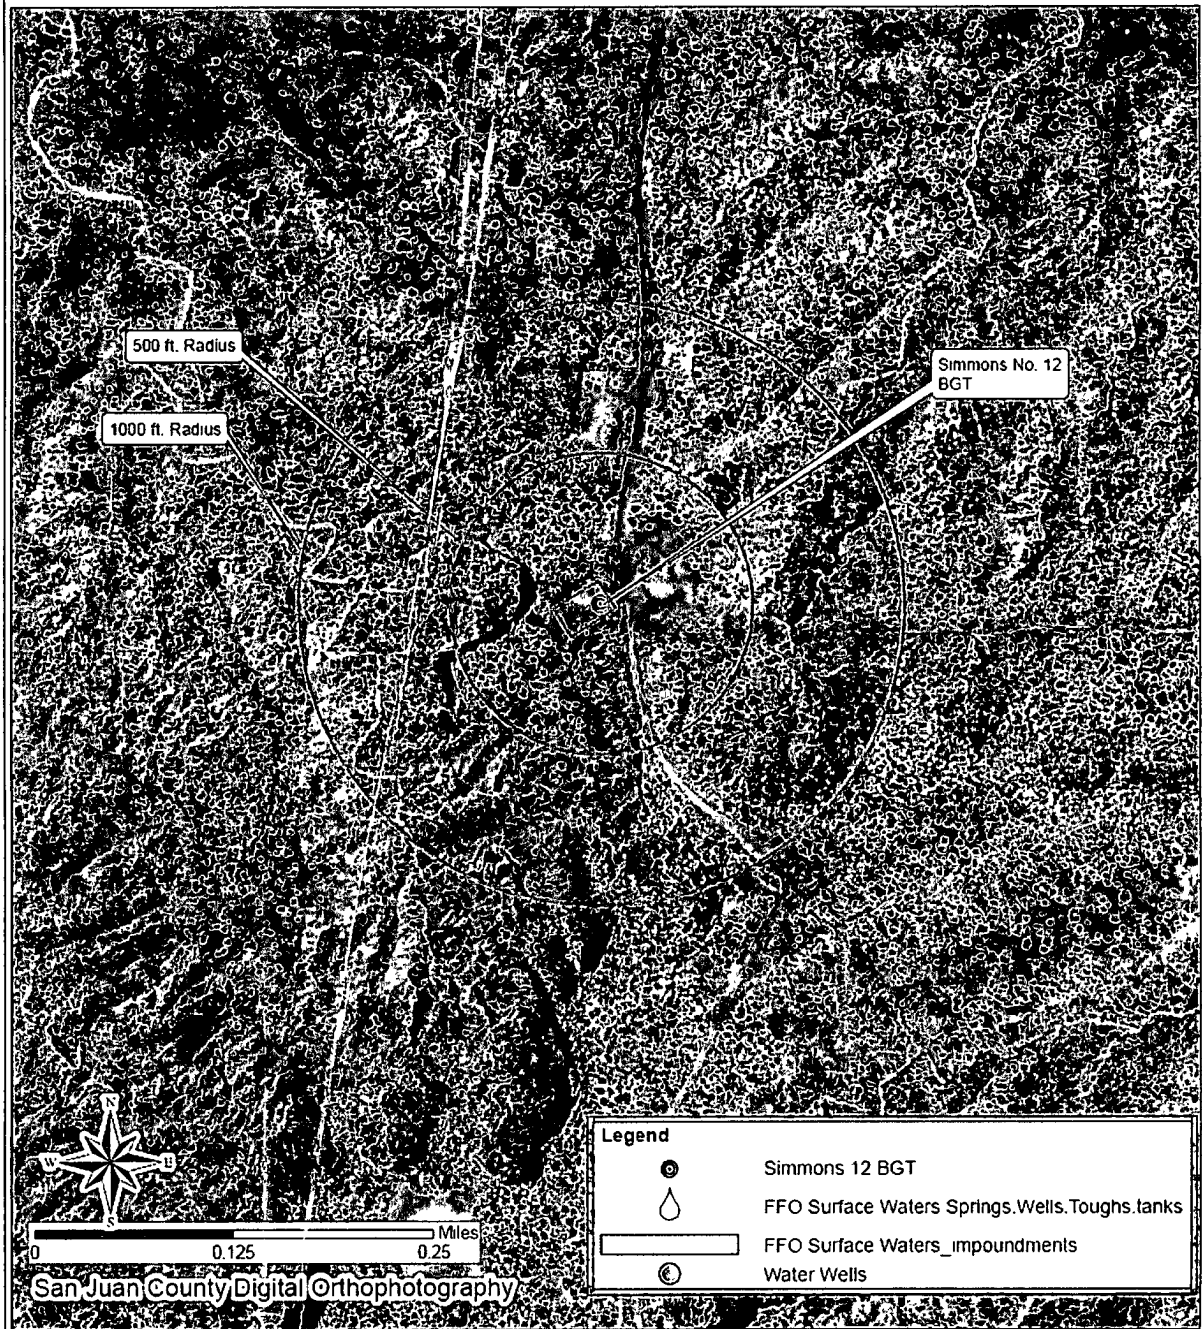 500 ft. Radius
Simmons No. 12
BGT
1000 ft. Radius
N
W
E
S
Miles
0 0.125 0.25
San Juan County Digital Orthophotography
Legend
Simmons 12 BGT
FFO Surface Waters Springs.Wells.Toughs.tanks
FFO Surface Waters_impoundments
Water Wells